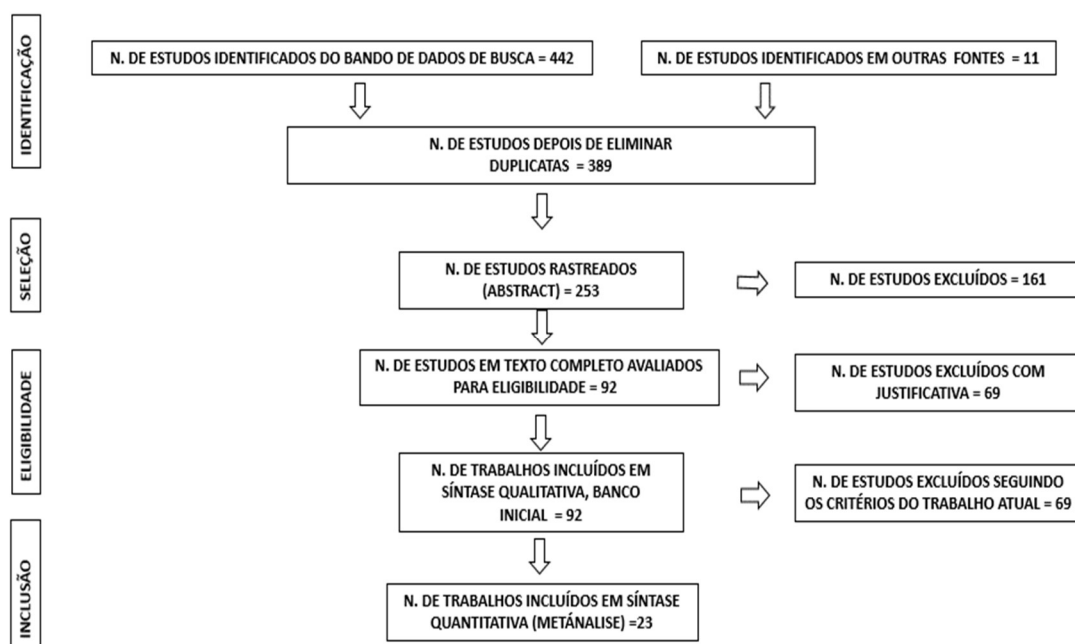 IDENTIFICAÇÃO
N. DE ESTUDOS IDENTIFICADOS DO BANDO DE DADOS DE BUSCA = 442
N. DE ESTUDOS IDENTIFICADOS EM OUTRAS FONTES = 11
N. DE ESTUDOS DEPOIS DE ELIMINAR
DUPLICATAS = 389
SELEÇÃO
N. DE ESTUDOS RASTREADOS
(ABSTRACT) = 253
N. DE ESTUDOS EXCLUÍDOS = 161
ELIGIBILIDADE
N. DE ESTUDOS EM TEXTO COMPLETO AVALIADOS
PARA ELIGIBILIDADE = 92
N. DE ESTUDOS EXCLUÍDOS COM
JUSTIFICATIVA = 69
N. DE TRABALHOS INCLUÍDOS EM
SÍNTASE QUALITATIVA, BANCO
INICIAL = 92
N. DE ESTUDOS EXCLUÍDOS SEGUINDO
OS CRITÉRIOS DO TRABALHO ATUAL = 69
INCLUSÃO
N. DE TRABALHOS INCLUÍDOS EM SÍNTASE
QUANTITATIVA (METÁNALISE) =23